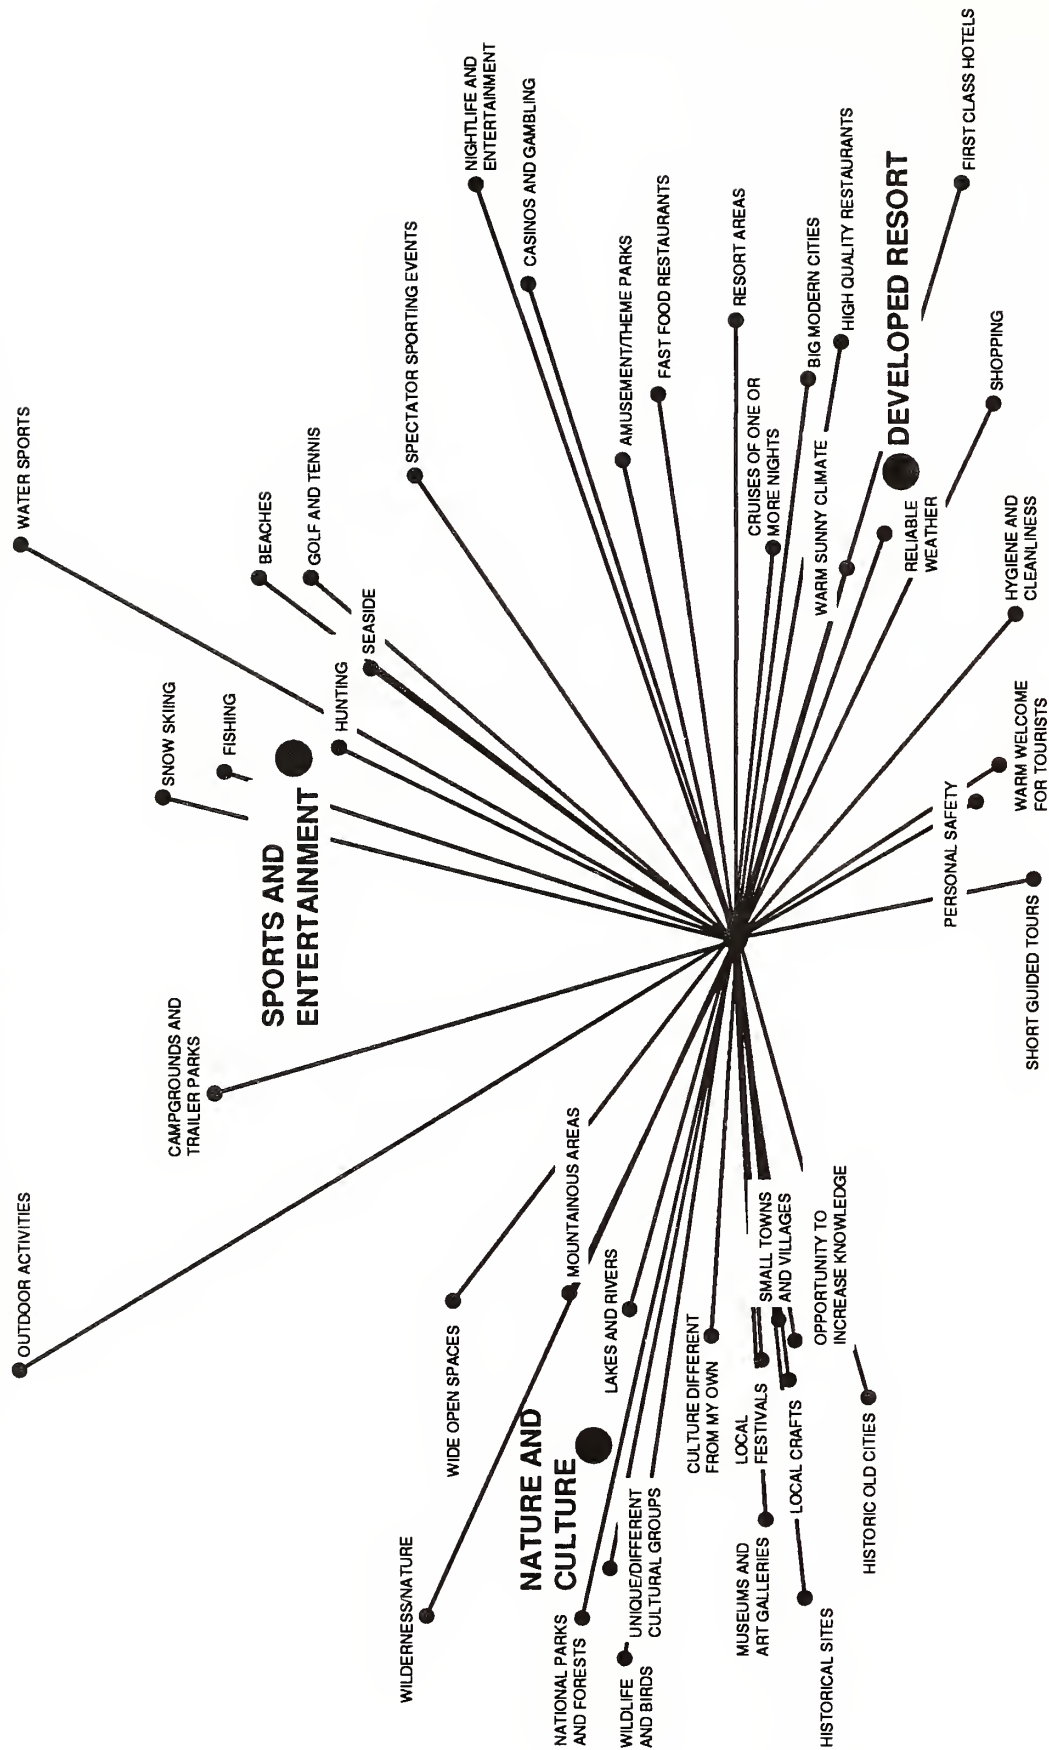 OUTDOOR ACTIVITIES
CAMPGROUNDS AND
TRAILER PARKS
SNOW SKIING
FISHING
WATER SPORTS
BEACHES
GOLF AND TENNIS
SPORTS AND
ENTERTAINMENT
HUNTING
SEASIDE
SPECTATOR SPORTING EVENTS
NIGHTLIFE AND
ENTERTAINMENT
CASINOS AND GAMBLING
AMUSEMENT/THEME PARKS
FAST FOOD RESTAURANTS
RESORT AREAS
CRUISES OF ONE OR
MORE NIGHTS
BIG MODERN CITIES
HIGH QUALITY RESTAURANTS
WARM SUNNY CLIMATE
DEVELOPED RESORT
RELIABLE
WEATHER
FIRST CLASS HOTELS
SHOPPING
HYGIENE AND
CLEANLINESS
WARM WELCOME
FOR TOURISTS
PERSONAL SAFETY
SHORT GUIDED TOURS
WILDERNESS/NATURE
WIDE OPEN SPACES
MOUNTAINOUS AREAS
LAKES AND RIVERS
NATURE AND
CULTURE
NATIONAL PARKS
AND FORESTS
WILDLIFE
AND BIRDS
UNIQUE/DIFFERENT
CULTURAL GROUPS
CULTURE DIFFERENT
FROM MY OWN
LOCAL
FESTIVALS
SMALL TOWNS
AND VILLAGES
MUSEUMS AND
ART GALLERIES
LOCAL CRAFTS
OPPORTUNITY TO
INCREASE KNOWLEDGE
HISTORICAL SITES
HISTORIC OLD CITIES